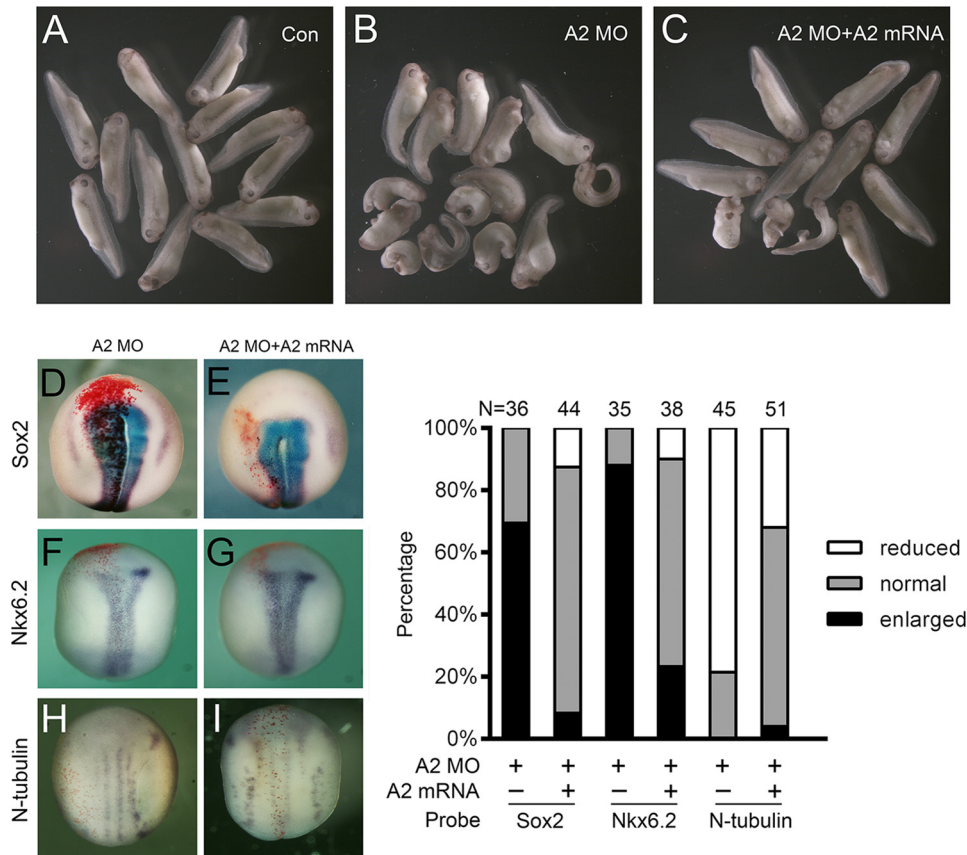 A
Con
B
A2 MO
C
A2 MO+A2 mRNA
A2 MO
A2 MO+A2 mRNA
Sox2
D
E
Nkx6.2
F
G
N-tubulin
H
I
N=36 44 35 38 45 51
Percentage
100%
80%
60%
40%
20%
0%
reduced
normal
enlarged
A2 MO + + + + + +
A2 mRNA − + − + − +
Probe Sox2 Nkx6.2 N-tubulin